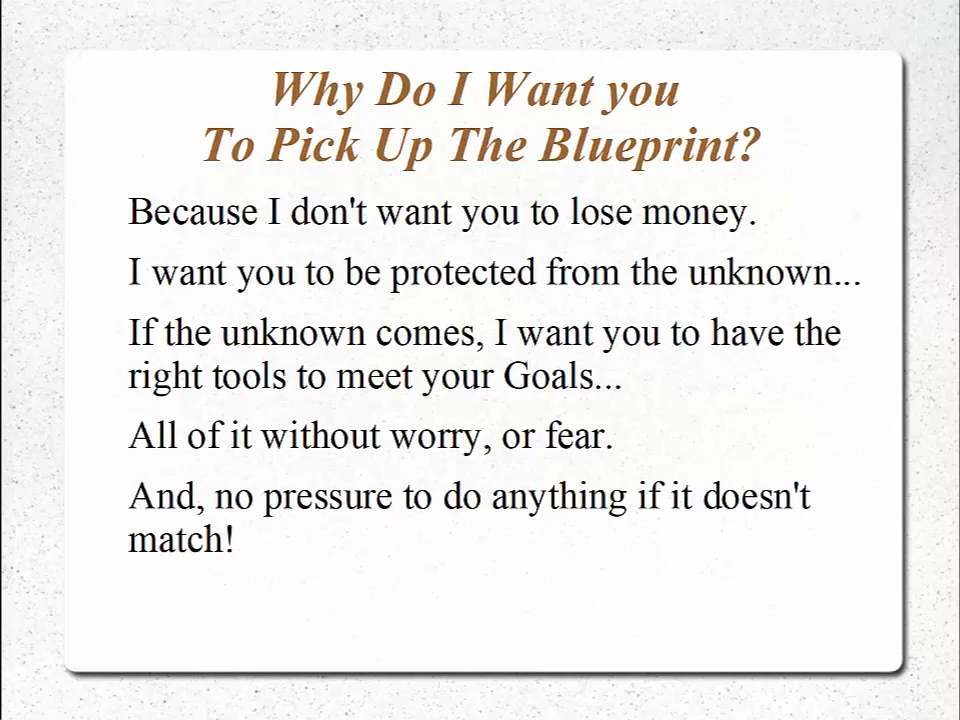 Why Do I Want you
To Pick Up The Blueprint?
Because I don't want you to lose money.
I want you to be protected from the unknown...
If the unknown comes, I want you to have the
right tools to meet your Goals...
All of it without worry, or fear.
And, no pressure to do anything if it doesn't
match!